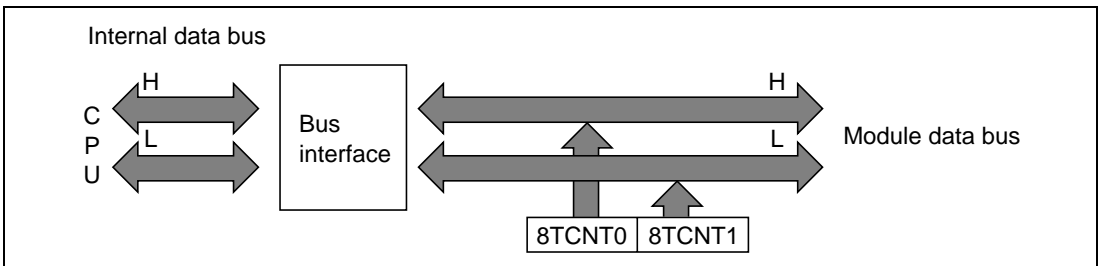 Internal data bus
H
H
C
P
U
L
L
Bus
interface
Module data bus
8TCNT0
8TCNT1